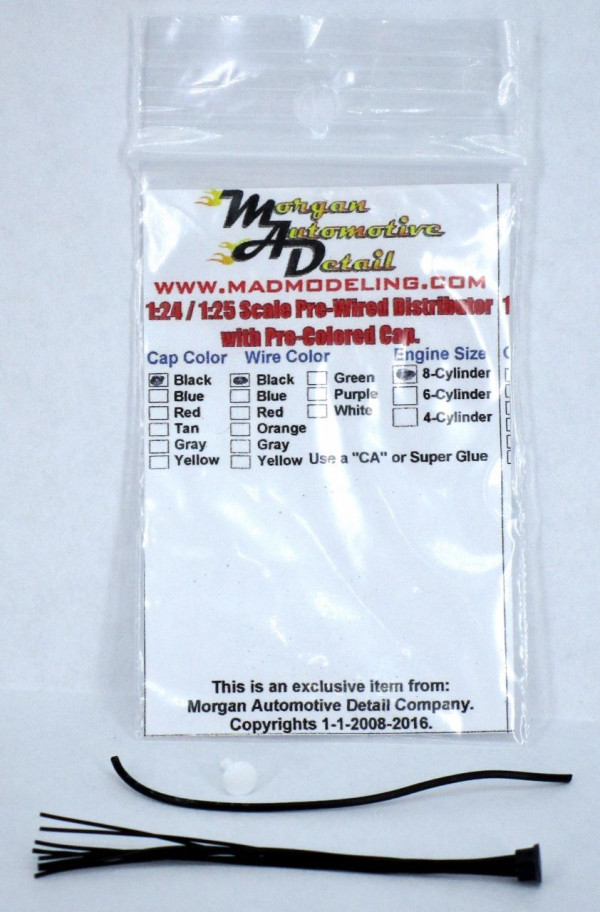 Morgan
Automotive
Detail
WWW.MADMODELING.COM
1:24 / 1:25 Scale Pre-Wired Distributor 1
with Pre-Colored Cap.
Cap Color Wire Color Engine Size
Black Black Green 8-Cylinder
Blue Blue Purple 6-Cylinder
Red Red White 4-Cylinder
Tan Orange
Gray Gray
Yellow Yellow Use a "CA" or Super Glue
This is an exclusive item from:
Morgan Automotive Detail Company.
Copyrights 1-1-2008-2016.